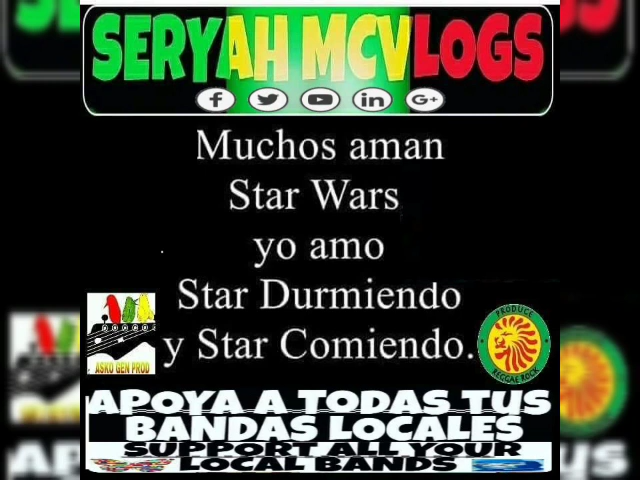 SERYAH MCVLOGS
f in G+
Muchos aman
Star Wars
yo amo
Star Durmiendo
y Star Comiendo.
ASKO GEN PROD
PRODUCE
REGGAE ROCK
APOYA A TODAS TUS
BANDAS LOCALES
SUPPORT ALL YOUR
LOCAL BANDS